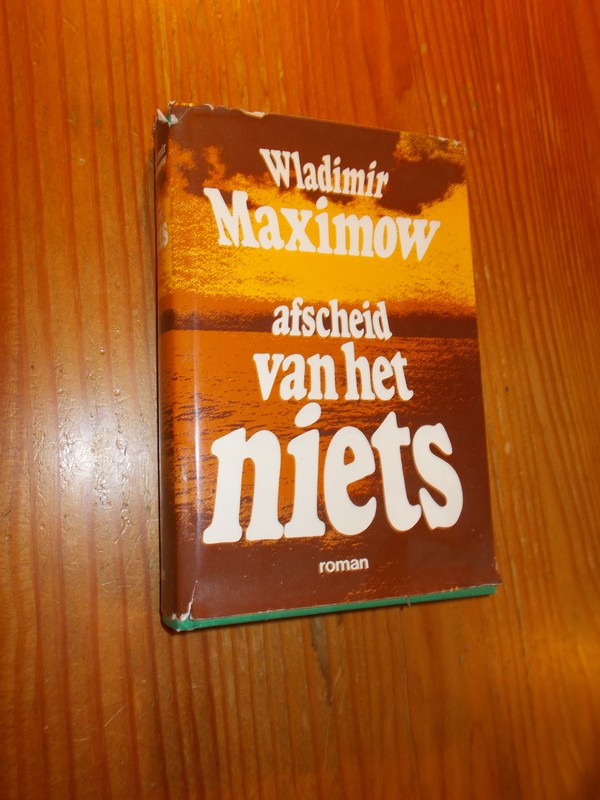 Wladimir
Maximow
afscheid
van het
niets
roman